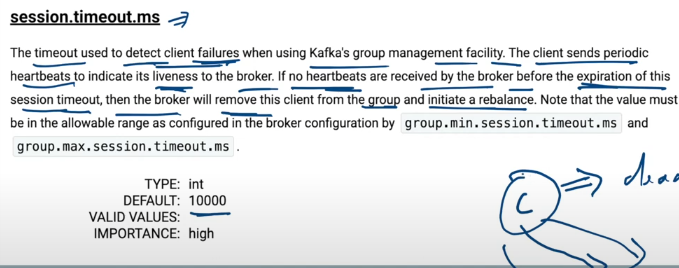 session.timeout.ms
The timeout used to detect client failures when using Kafka's group management facility. The client sends periodic
heartbeats to indicate its liveness to the broker. If no heartbeats are received by the broker before the expiration of this
session timeout, then the broker will remove this client from the group and initiate a rebalance. Note that the value must
be in the allowable range as configured in the broker configuration by group.min.session.timeout.ms and
group.max.session.timeout.ms .
TYPE: int
DEFAULT: 10000
VALID VALUES:
IMPORTANCE: high
C